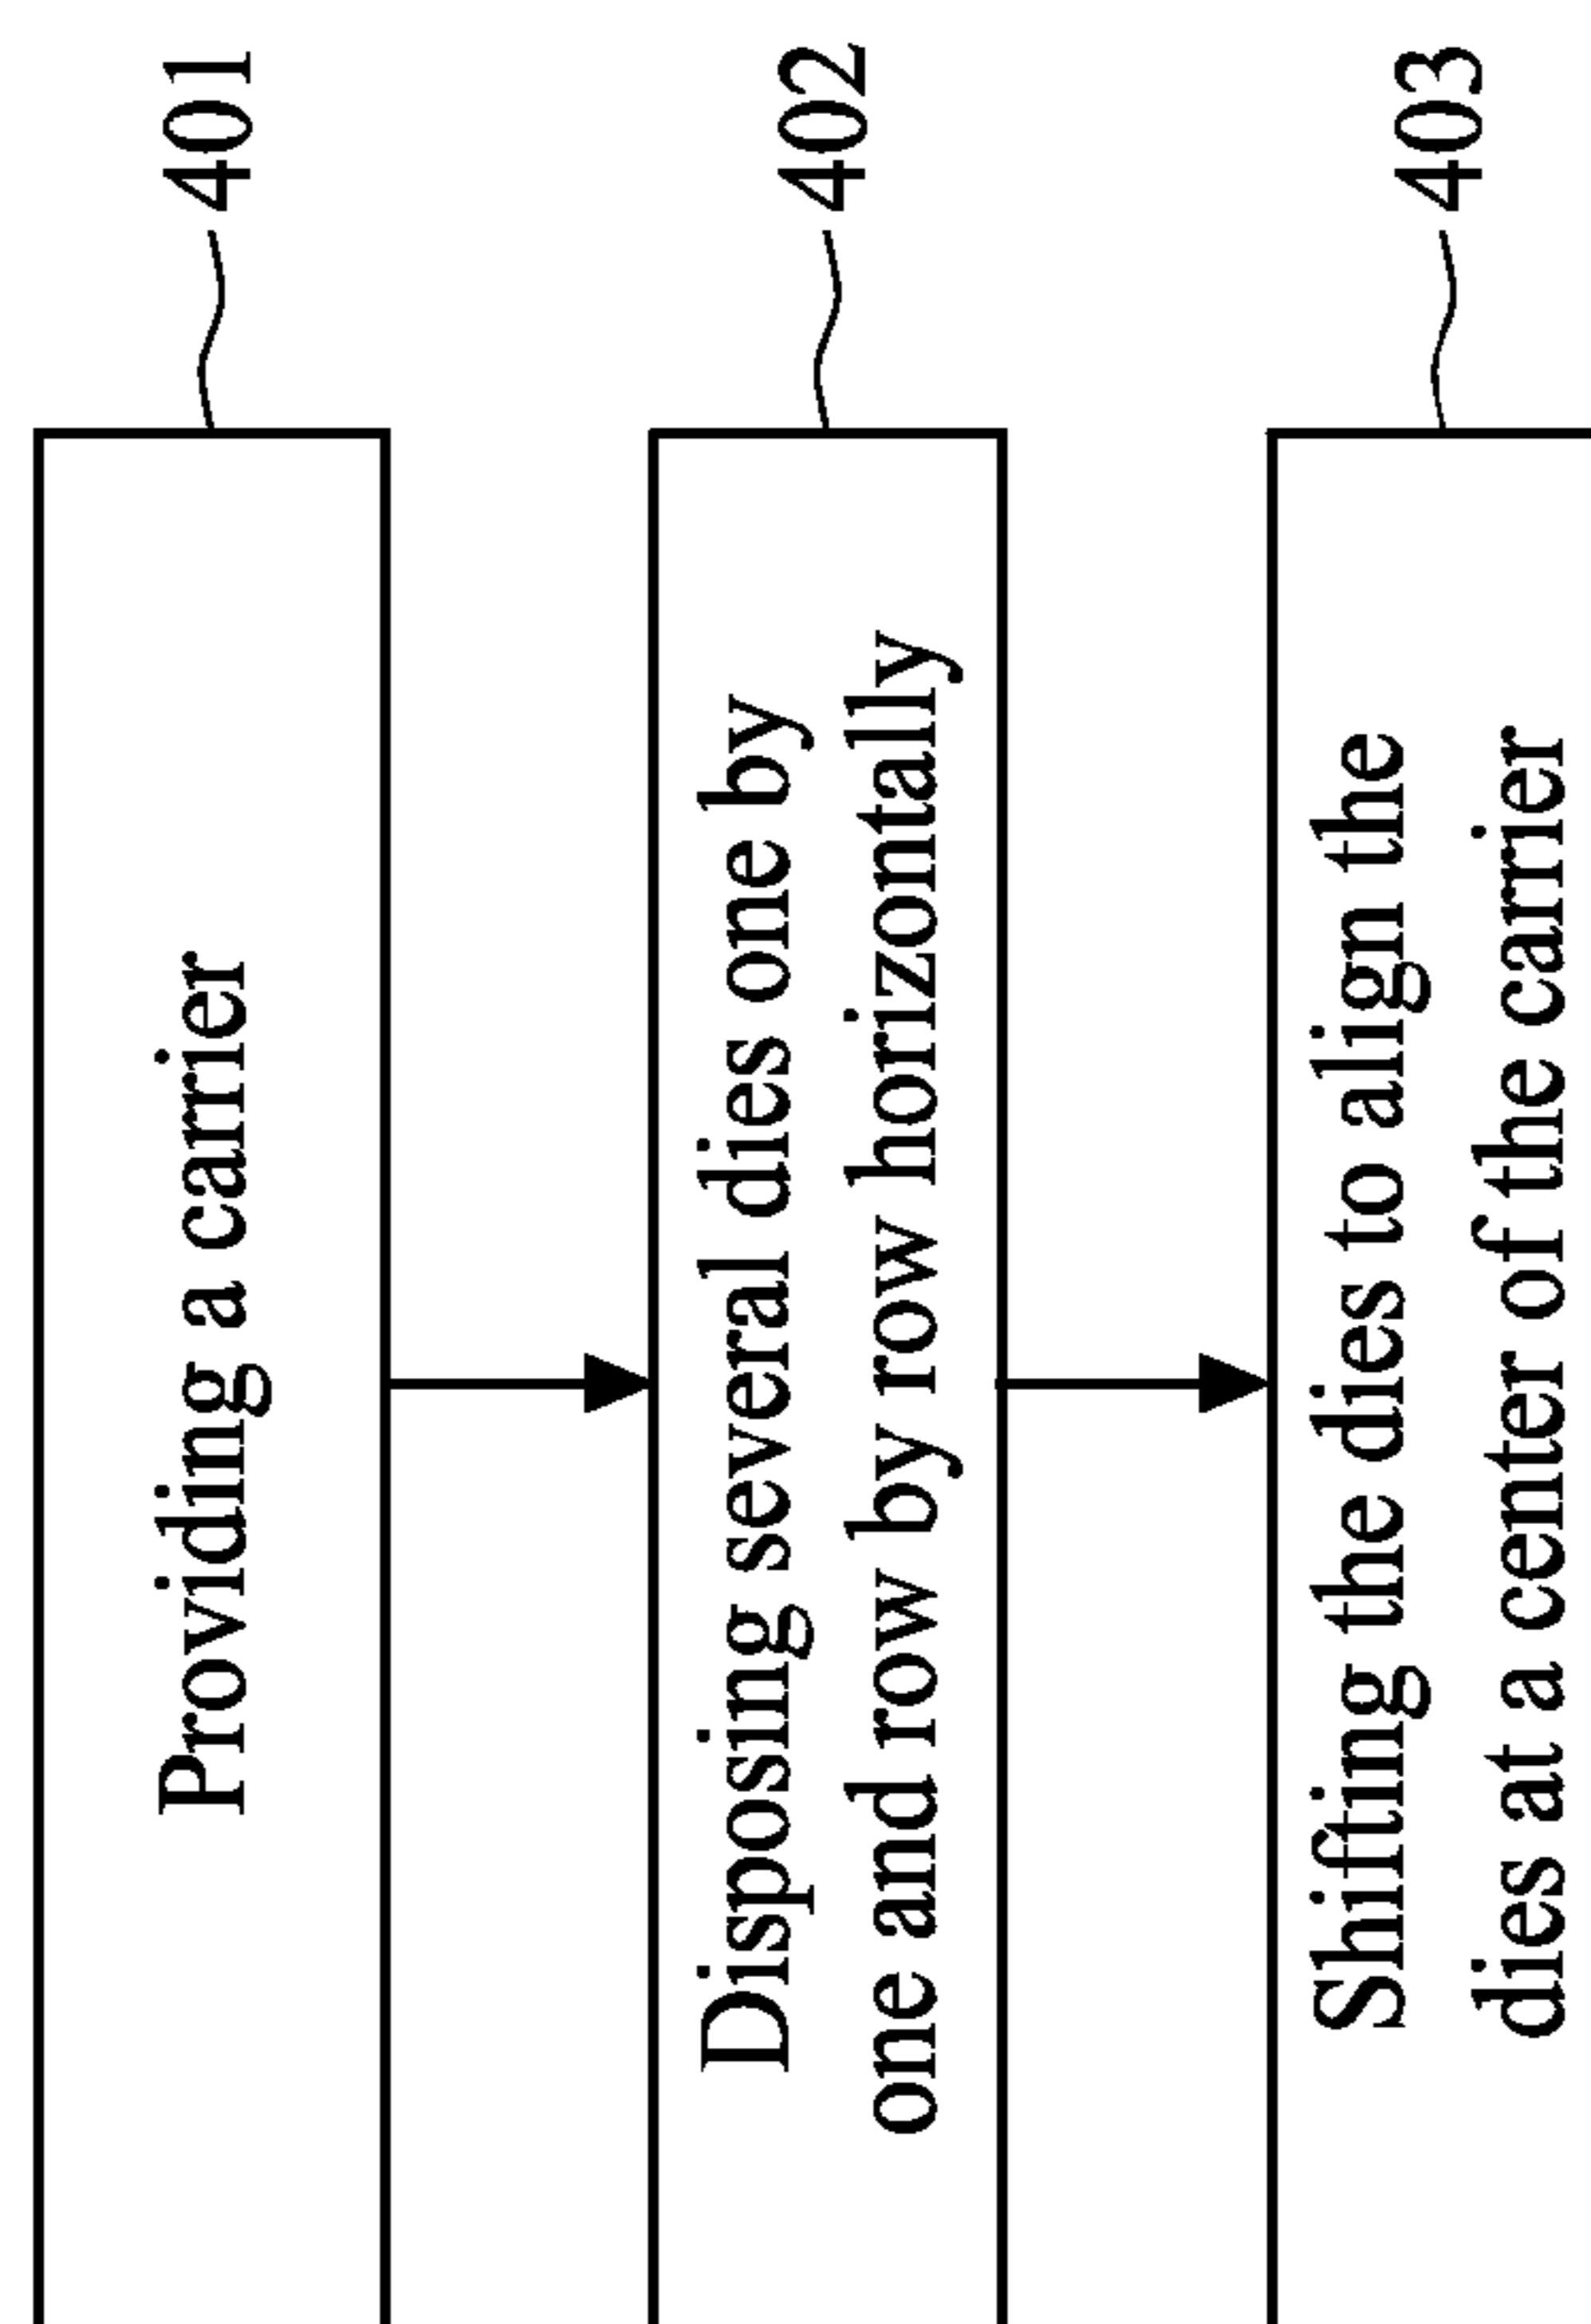 Providing a carrier
401
Disposing several dies one by
one and row by row horizontally
402
Shifting the dies to align the
dies at a center of the carrier
403